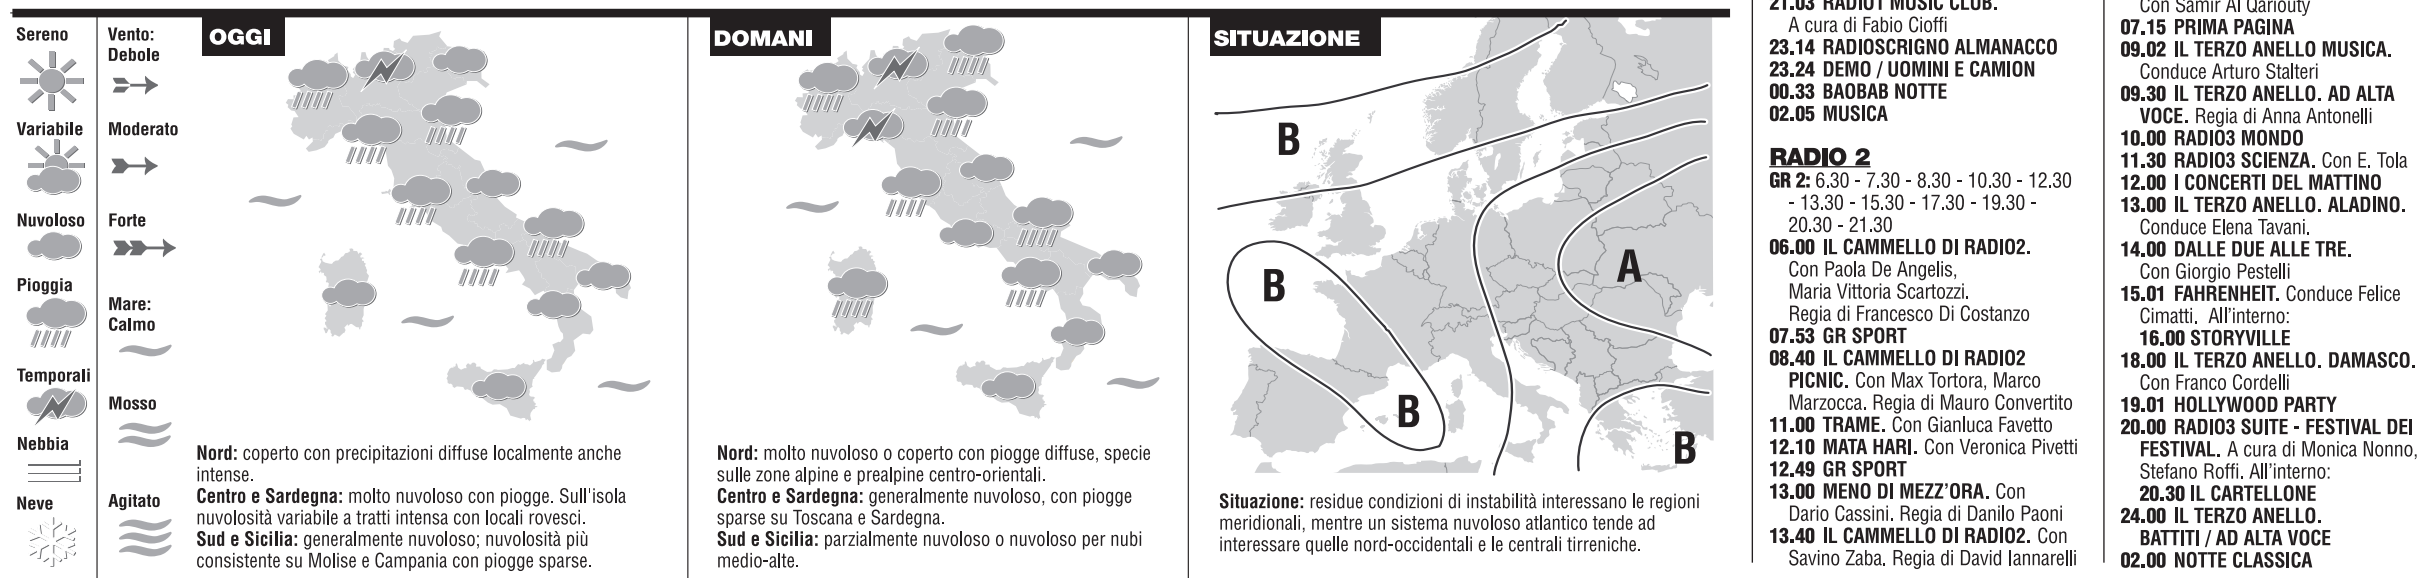 Sereno
Variabile
Nuvoloso
Pioggia
Temporali
Nebbia
Neve
Vento:
Debole
Moderato
Forte
Mare:
Calmo
Mosso
Agitato
OGGI
Nord: coperto con precipitazioni diffuse localmente anche
intense.
Centro e Sardegna: molto nuvoloso con piogge. Sull'isola
nuvolosità variabile a tratti intensa con locali rovesci.
Sud e Sicilia: generalmente nuvoloso; nuvolosità più
consistente su Molise e Campania con piogge sparse.
DOMANI
Nord: molto nuvoloso o coperto con piogge diffuse, specie
sulle zone alpine e prealpine centro-orientali.
Centro e Sardegna: generalmente nuvoloso, con piogge
sparse su Toscana e Sardegna.
Sud e Sicilia: parzialmente nuvoloso o nuvoloso per nubi
medio-alte.
SITUAZIONE
B
B
A
B
B
Situazione: residue condizioni di instabilità interessano le regioni
meridionali, mentre un sistema nuvoloso atlantico tende ad
interessare quelle nord-occidentali e le centrali tirreniche.
21.03 RADIO1 MUSIC CLUB.
A cura di Fabio Cioffi
23.14 RADIOSCRIGNO ALMANACCO
23.24 DEMO / UOMINI E CAMION
00.33 BAOBAB NOTTE
02.05 MUSICA
RADIO 2
GR 2: 6.30 - 7.30 - 8.30 - 10.30 - 12.30
- 13.30 - 15.30 - 17.30 - 19.30 -
20.30 - 21.30
06.00 IL CAMMELLO DI RADIO2.
Con Paola De Angelis,
Maria Vittoria Scartozzi.
Regia di Francesco Di Costanzo
07.53 GR SPORT
08.40 IL CAMMELLO DI RADIO2
PICNIC. Con Max Tortora, Marco
Marzocca. Regia di Mauro Convertito
11.00 TRAME. Con Gianluca Favetto
12.10 MATA HARI. Con Veronica Pivetti
12.49 GR SPORT
13.00 MENO DI MEZZ'ORA. Con
Dario Cassini. Regia di Danilo Paoni
13.40 IL CAMMELLO DI RADIO2. Con
Savino Zaba. Regia di David Iannarelli
Con Samir Al Qariouty
07.15 PRIMA PAGINA
09.02 IL TERZO ANELLO MUSICA.
Conduce Arturo Stalteri
09.30 IL TERZO ANELLO. AD ALTA
VOCE. Regia di Anna Antonelli
10.00 RADIO3 MONDO
11.30 RADIO3 SCIENZA. Con E. Tola
12.00 I CONCERTI DEL MATTINO
13.00 IL TERZO ANELLO. ALADINO.
Conduce Elena Tavani.
14.00 DALLE DUE ALLE TRE.
Con Giorgio Pestelli
15.01 FAHRENHEIT. Conduce Felice
Cimatti. All'interno:
16.00 STORYVILLE
18.00 IL TERZO ANELLO. DAMASCO.
Con Franco Cordelli
19.01 HOLLYWOOD PARTY
20.00 RADIO3 SUITE - FESTIVAL DEI
FESTIVAL. A cura di Monica Nonno,
Stefano Roffi. All'interno:
20.30 IL CARTELLONE
24.00 IL TERZO ANELLO.
BATTITI / AD ALTA VOCE
02.00 NOTTE CLASSICA